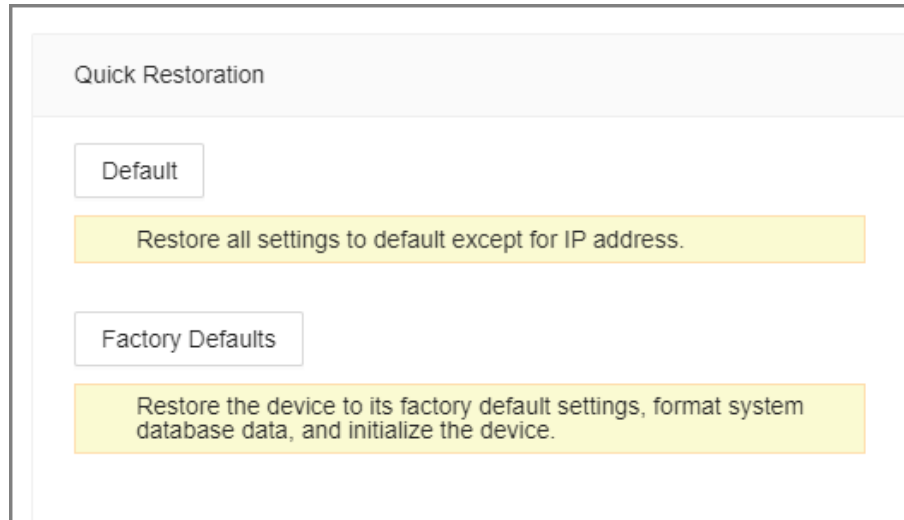 Quick Restoration
Default
Restore all settings to default except for IP address.
Factory Defaults
Restore the device to its factory default settings, format system
database data, and initialize the device.